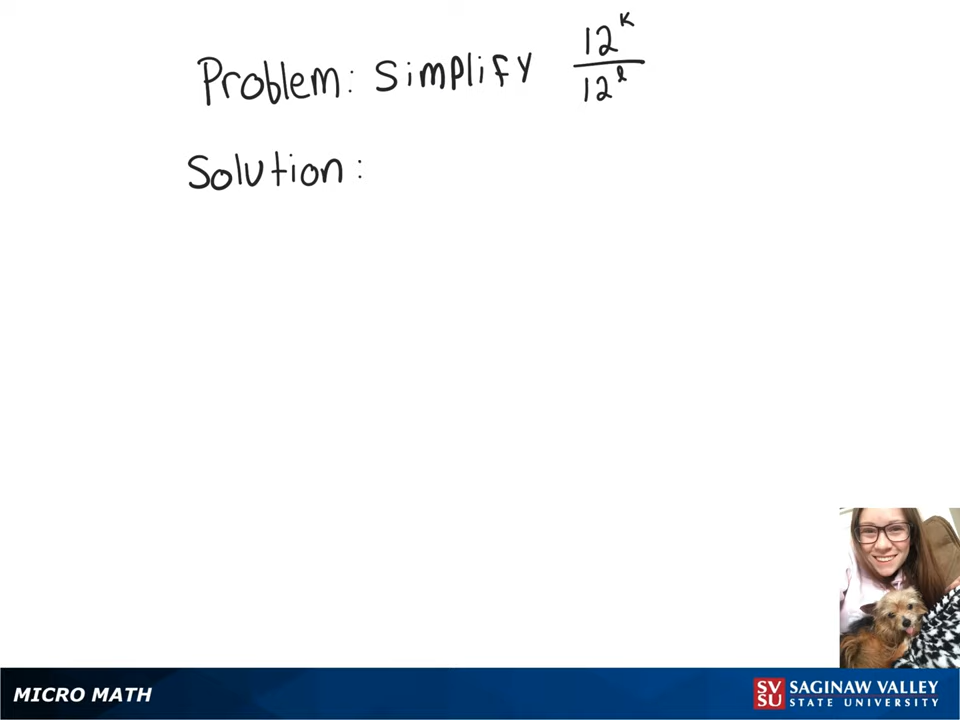 Problem: Simplify 12^k / 12^l
Solution:
MICRO MATH
SVSU SAGINAW VALLEY STATE UNIVERSITY